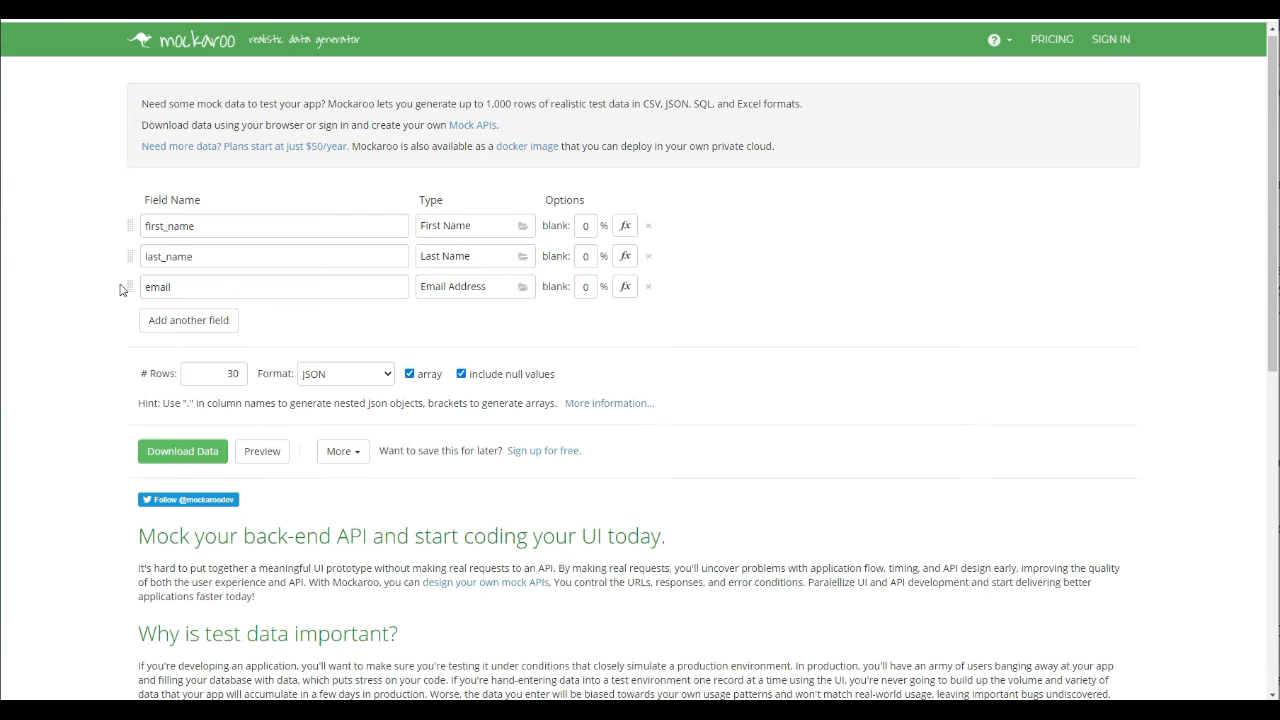 mockaroo realistic data generator ? PRICING SIGN IN
Need some mock data to test your app? Mockaroo lets you generate up to 1,000 rows of realistic test data in CSV, JSON, SQL, and Excel formats.
Download data using your browser or sign in and create your own Mock APIs.
Need more data? Plans start at just $50/year. Mockaroo is also available as a docker image that you can deploy in your own private cloud.
Field Name Type Options
first_name First Name blank: 0 % fx ×
last_name Last Name blank: 0 % fx ×
email Email Address blank: 0 % fx ×
Add another field
# Rows: 30 Format: JSON array include null values
Hint: Use "." in column names to generate nested json objects, brackets to generate arrays. More information...
Download Data Preview More Want to save this for later? Sign up for free.
Follow @mockaroodev
Mock your back-end API and start coding your UI today.
It's hard to put together a meaningful UI prototype without making real requests to an API. By making real requests, you'll uncover problems with application flow, timing, and API design early, improving the quality
of both the user experience and API. With Mockaroo, you can design your own mock APIs, You control the URLs, responses, and error conditions. Paralellize UI and API development and start delivering better
applications faster today!
Why is test data important?
If you're developing an application, you'll want to make sure you're testing it under conditions that closely simulate a production environment. In production, you'll have an army of users banging away at your app
and filling your database with data, which puts stress on your code. If you're hand-entering data into a test environment one record at a time using the UI, you're never going to build up the volume and variety of
data that your app will accumulate in a few days in production. Worse, the data you enter will be biased towards your own usage patterns and won't match real-world usage, leaving important bugs undiscovered.